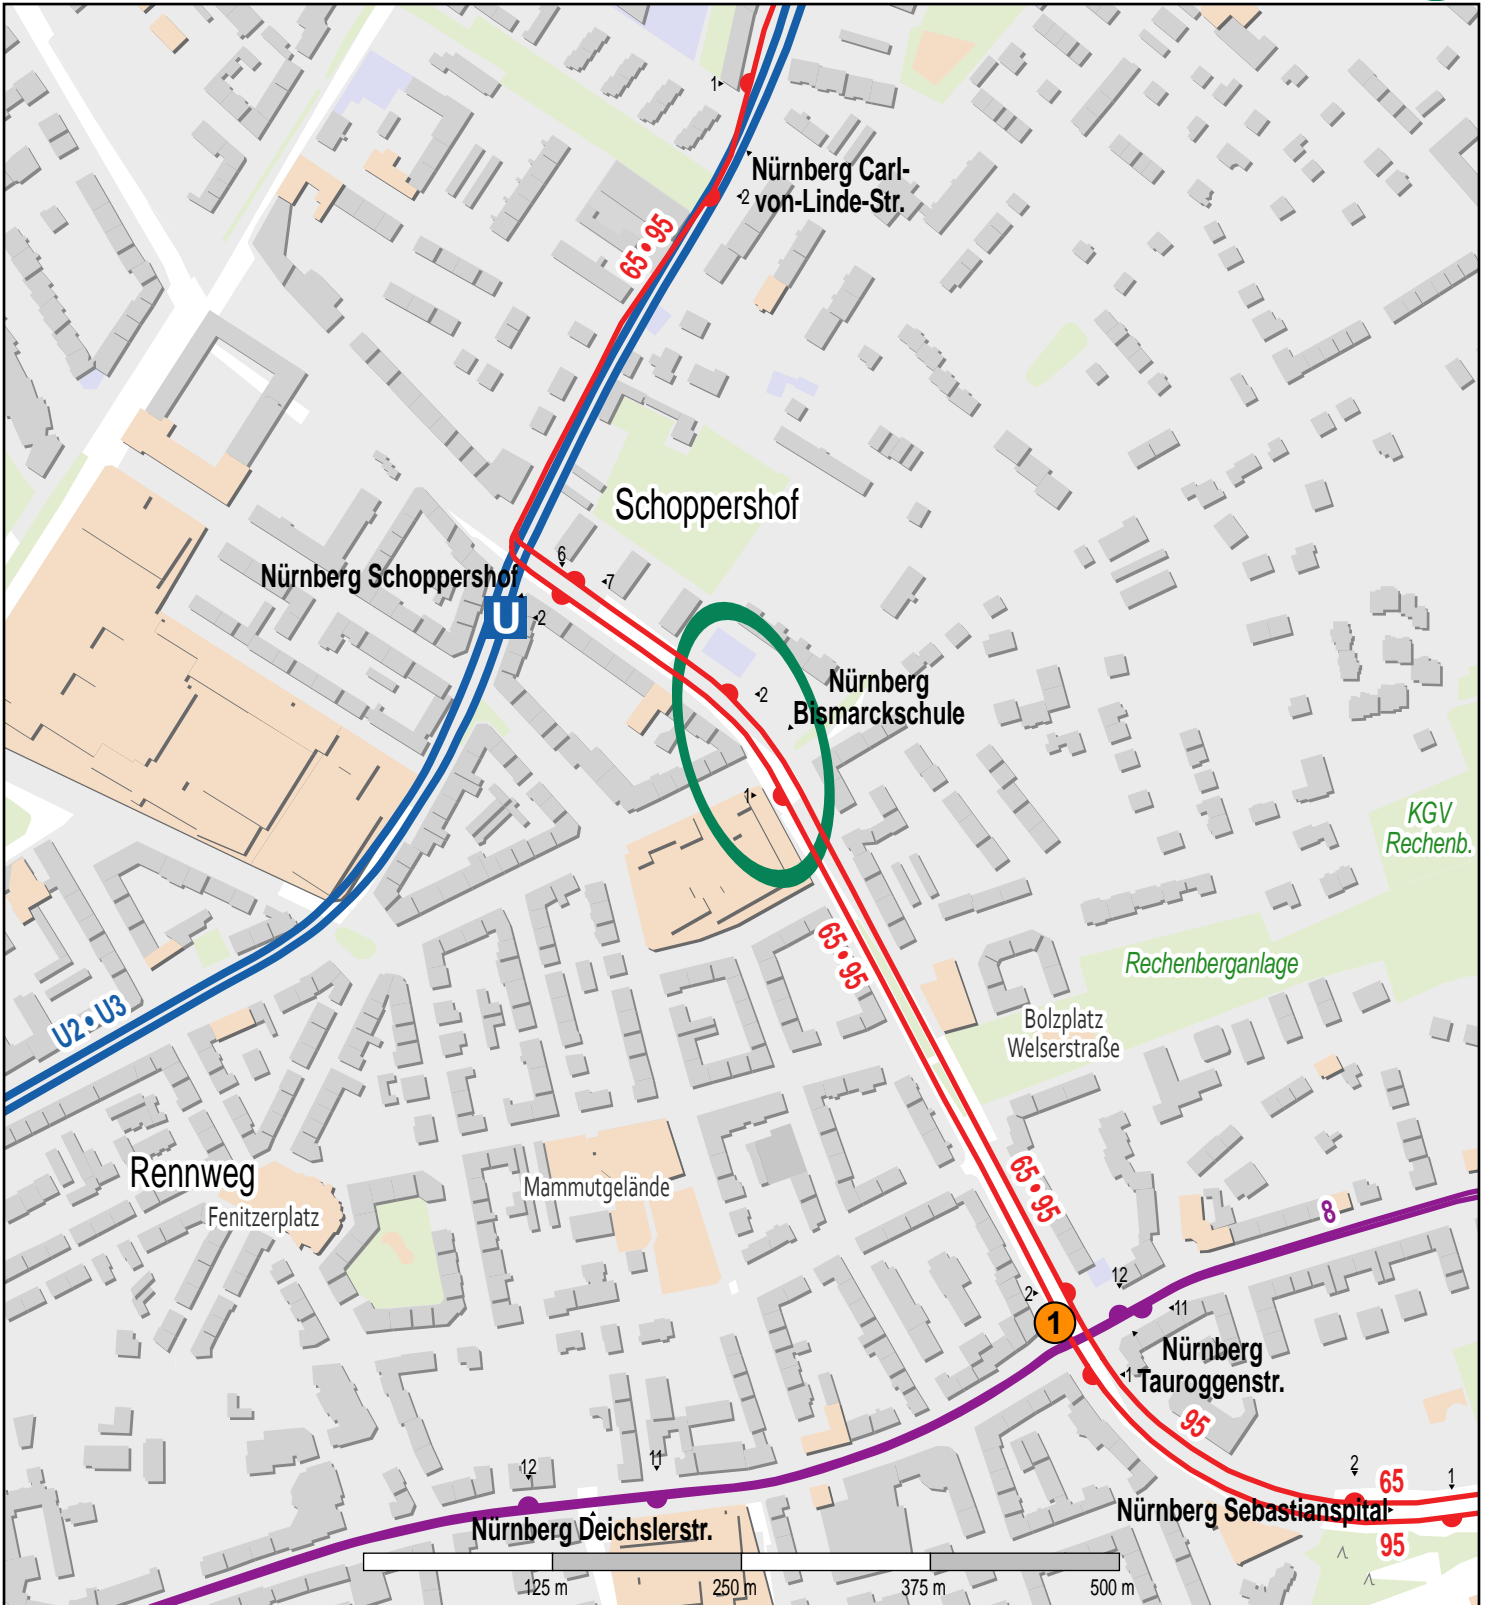 1
Nürnberg Carl-
von-Linde-Str.
2
65 • 95
Schoppershof
6
7
Nürnberg Schoppershof
U
2
2
Nürnberg
Bismarckschule
1
KGV
Rechenb.
65 • 95
Rechenberganlage
U2 • U3
Bolzplatz
Welserstraße
Rennweg
Fenitzerplatz
Mammutgelände
65 • 95
8
12
2
11
1
Nürnberg
Tauroggenstr.
1
95
12
11
2
1
65
Nürnberg Sebastianspital
Nürnberg Deichslerstr.
95
125 m
250 m
375 m
500 m